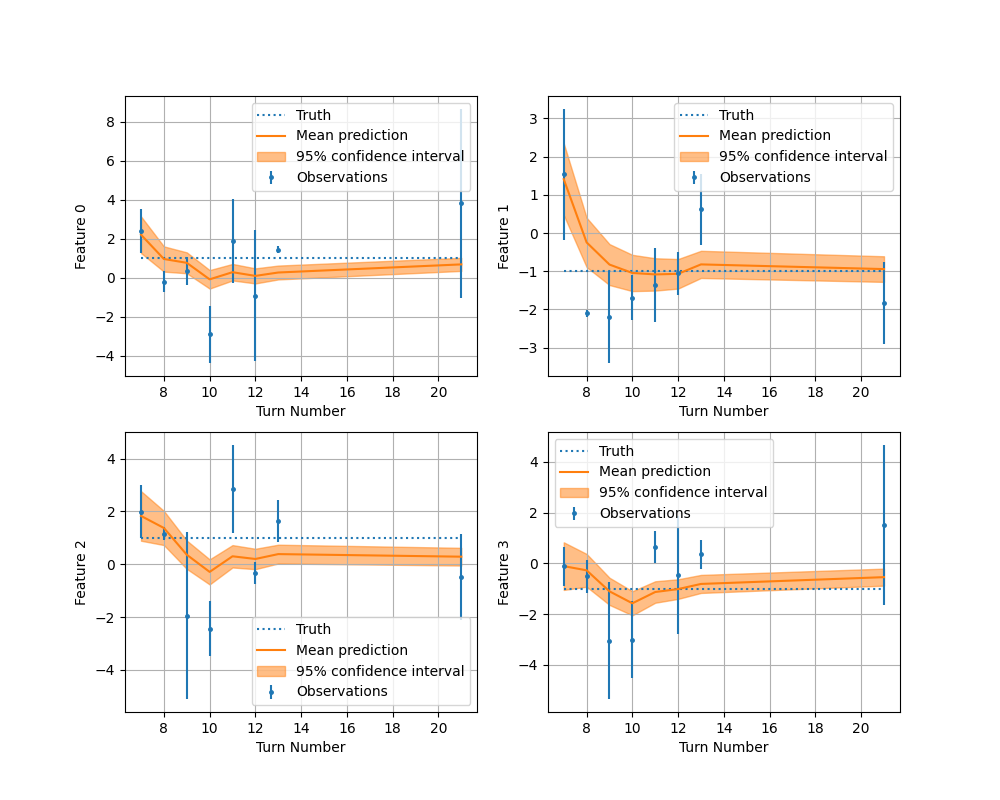 Feature 0
8
6
4
2
0
−2
−4
Truth
Mean prediction
95% confidence interval
Observations
8 10 12 14 16 18 20
Turn Number
Feature 1
3
2
1
0
−1
−2
−3
Truth
Mean prediction
95% confidence interval
Observations
8 10 12 14 16 18 20
Turn Number
Feature 2
4
2
0
−2
−4
Truth
Mean prediction
95% confidence interval
Observations
8 10 12 14 16 18 20
Turn Number
Feature 3
4
2
0
−2
−4
Truth
Mean prediction
95% confidence interval
Observations
8 10 12 14 16 18 20
Turn Number